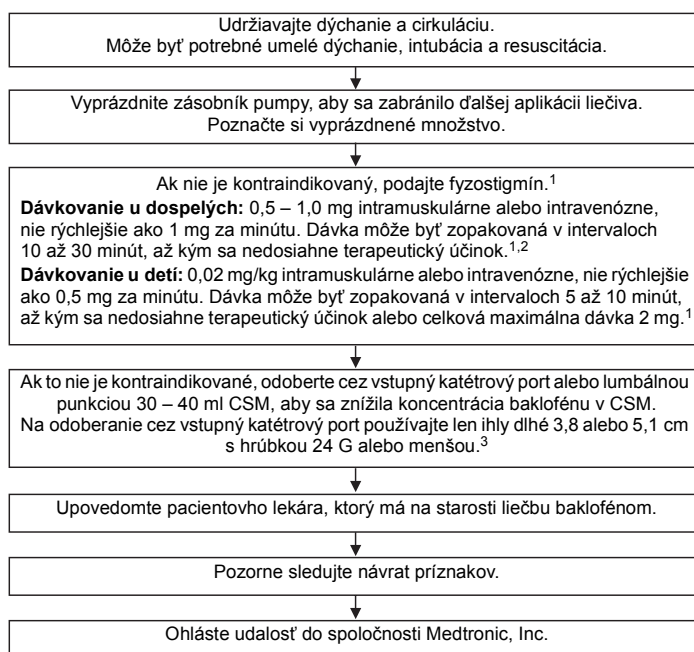 Udržiavajte dýchanie a cirkuláciu.
Môže byť potrebné umelé dýchanie, intubácia a resuscitácia.
Vyprázdnite zásobník pumpy, aby sa zabránilo ďalšej aplikácii liečiva.
Poznačte si vyprázdnené množstvo.
Ak nie je kontraindikovaný, podajte fyzostigmín.1
Dávkovanie u dospelých: 0,5 – 1,0 mg intramuskulárne alebo intravenózne,
nie rýchlejšie ako 1 mg za minútu. Dávka môže byť zopakovaná v intervaloch
10 až 30 minút, až kým sa nedosiahne terapeutický účinok.1,2
Dávkovanie u detí: 0,02 mg/kg intramuskulárne alebo intravenózne, nie rýchlejšie
ako 0,5 mg za minútu. Dávka môže byť zopakovaná v intervaloch 5 až 10 minút,
až kým sa nedosiahne terapeutický účinok alebo celková maximálna dávka 2 mg.1
Ak to nie je kontraindikované, odoberte cez vstupný katétrový port alebo lumbálnou
punkciou 30 – 40 ml CSM, aby sa znížila koncentrácia baklofénu v CSM.
Na odoberanie cez vstupný katétrový port používajte len ihly dlhé 3,8 alebo 5,1 cm
s hrúbkou 24 G alebo menšou.3
Upovedomte pacientovho lekára, ktorý má na starosti liečbu baklofénom.
Pozorne sledujte návrat príznakov.
Ohláste udalosť do spoločnosti Medtronic, Inc.